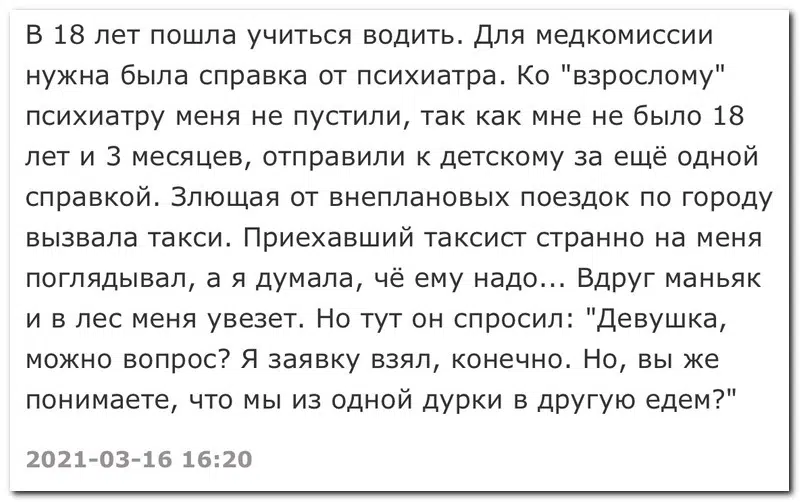 В 18 лет пошла учиться водить. Для медкомиссии
нужна была справка от психиатра. Ко "взрослому"
психиатру меня не пустили, так как мне не было 18
лет и 3 месяцев, отправили к детскому за ещё одной
справкой. Злющая от внеплановых поездок по городу
вызвала такси. Приехавший таксист странно на меня
поглядывал, а я думала, чё ему надо... Вдруг маньяк
и в лес меня увезет. Но тут он спросил: "Девушка,
можно вопрос? Я заявку взял, конечно. Но, вы же
понимаете, что мы из одной дурки в другую едем?"
2021-03-16 16:20